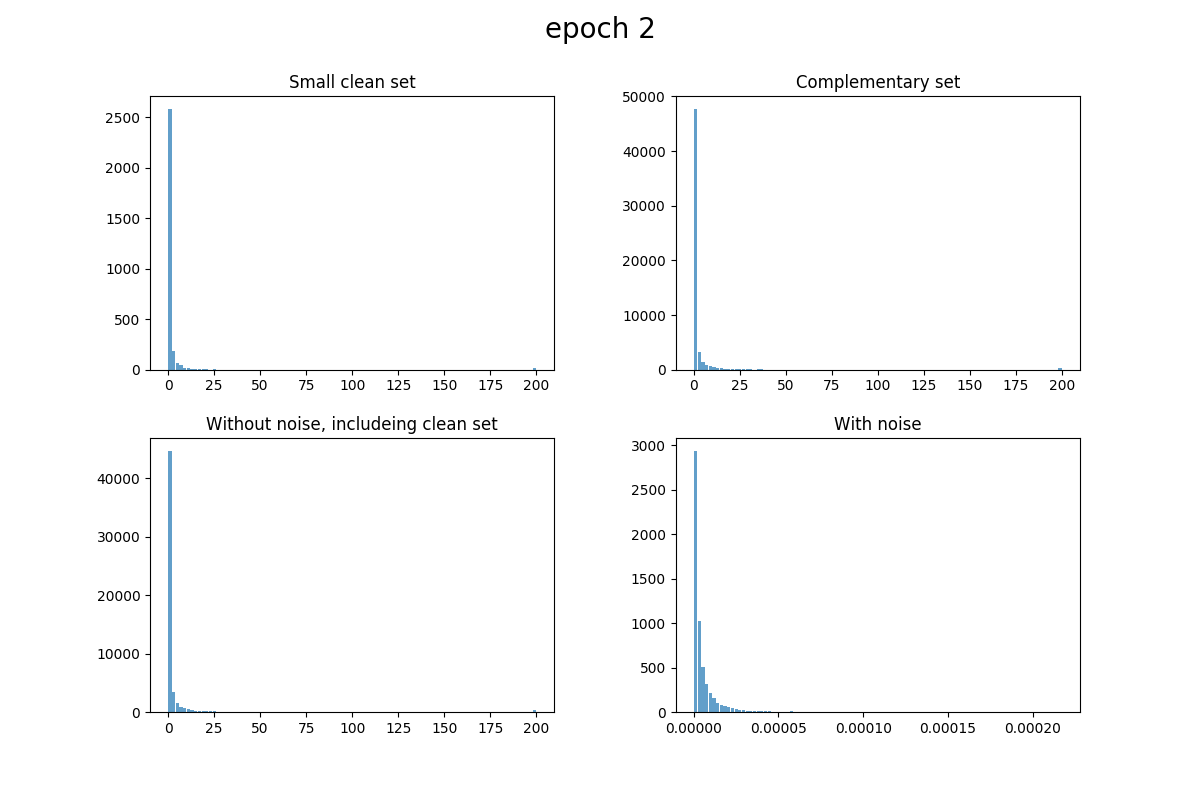 epoch 2
Small clean set
2500
2000
1500
1000
500
0
0 25 50 75 100 125 150 175 200
Complementary set
50000
40000
30000
20000
10000
0
0 25 50 75 100 125 150 175 200
Without noise, includeing clean set
40000
30000
20000
10000
0
0 25 50 75 100 125 150 175 200
With noise
3000
2500
2000
1500
1000
500
0
0.00000 0.00005 0.00010 0.00015 0.00020